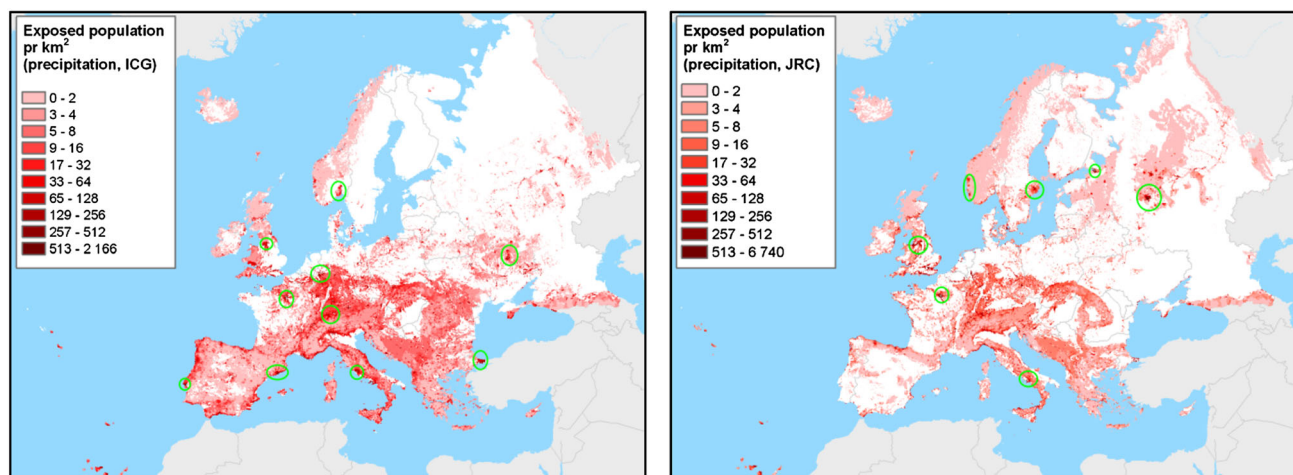 Exposed population
pr km²
(precipitation, ICG)
0 - 2
3 - 4
5 - 8
9 - 16
17 - 32
33 - 64
65 - 128
129 - 256
257 - 512
513 - 2 166
Exposed population
pr km²
(precipitation, JRC)
0 - 2
3 - 4
5 - 8
9 - 16
17 - 32
33 - 64
65 - 128
129 - 256
257 - 512
513 - 6 740